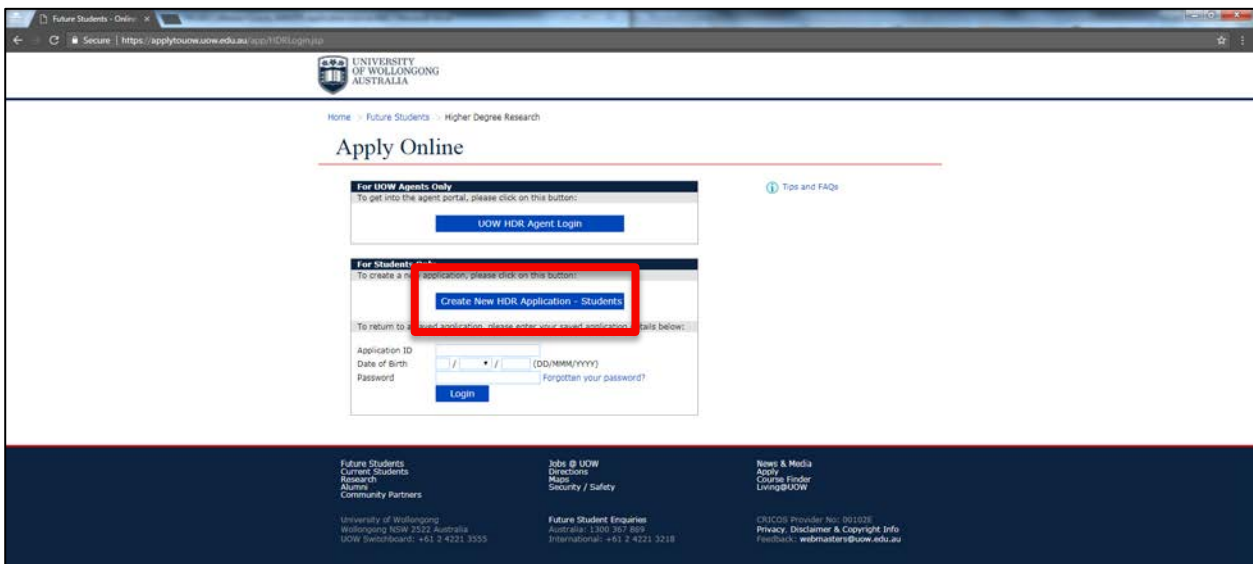 Future Students - Online
Secure | https://applytouow.uow.edu.au/app/HDRLogin.jsp
UNIVERSITY
OF WOLLONGONG
AUSTRALIA
Home > Future Students > Higher Degree Research
Apply Online
For UOW Agents Only
To get into the agent portal, please click on this button:
UOW HDR Agent Login
Tips and FAQs
For Students Only
To create a new application, please click on this button:
Create New HDR Application - Students
To return to a saved application, please enter your saved application details below:
Application ID
Date of Birth / / (DD/MMM/YYYY)
Password Forgotten your password?
Login
Future Students
Current Students
Research
Alumni
Community Partners
Jobs @ UOW
Directions
Maps
Security / Safety
News & Media
Apply
Course Finder
Living@UOW
University of Wollongong
Wollongong NSW 2522 Australia
UOW Switchboard: +61 2 4221 3555
Future Student Enquiries
Australia: 1300 367 869
International: +61 2 4221 3218
CRICOS Provider No: 00102E
Privacy, Disclaimer & Copyright Info
Feedback: webmasters@uow.edu.au